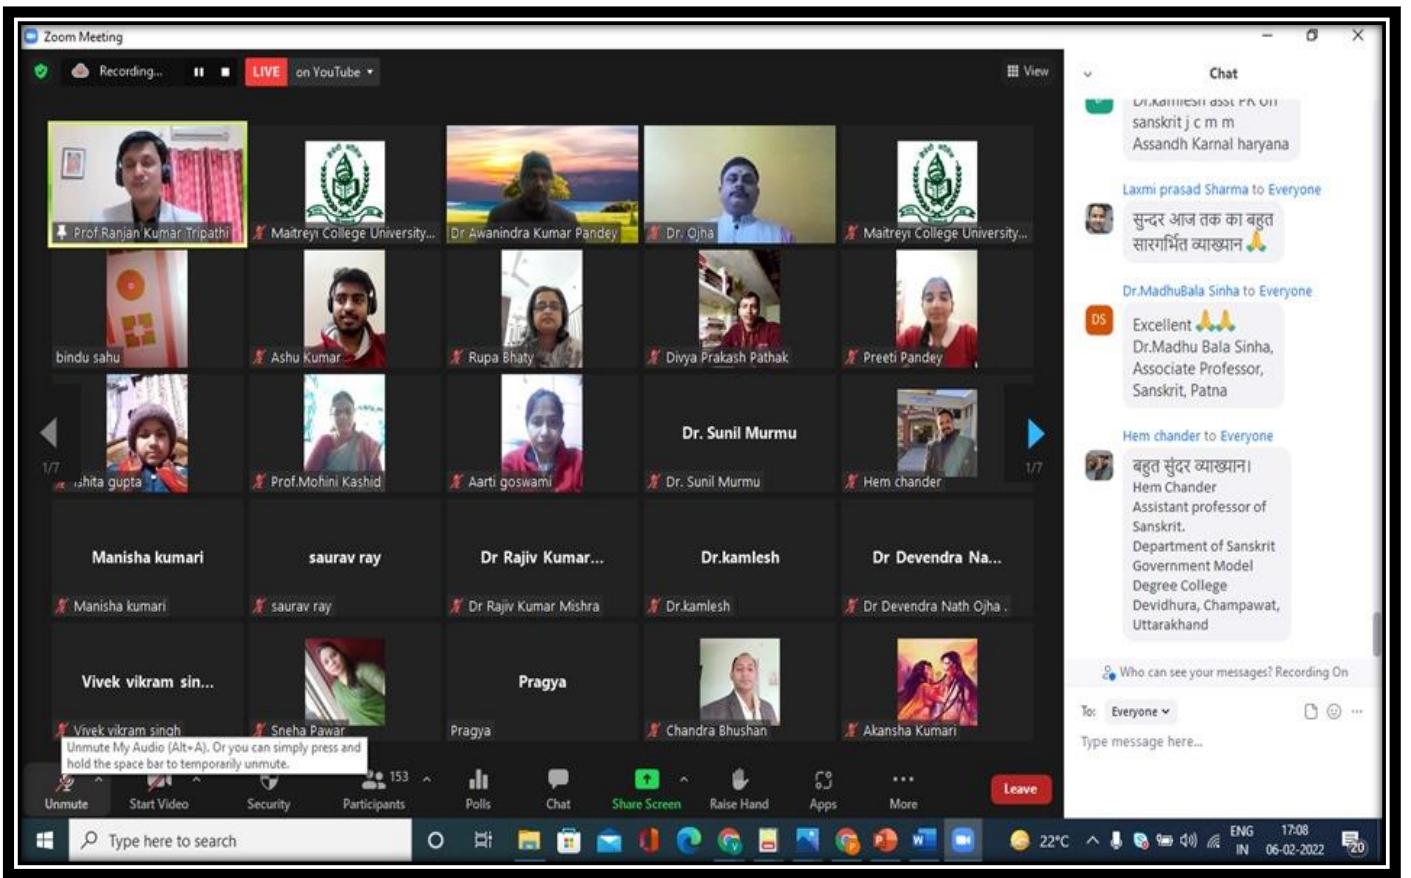 Zoom Meeting
Recording...
LIVE on YouTube
View
Prof.Ranjan Kumar Tripathi
Maitreyi College University...
Dr Awanindra Kumar Pandey
Dr. Ojha
Maitreyi College University...
bindu sahu
Ashu Kumar
Rupa Bhaty
Divya Prakash Pathak
Preeti Pandey
1/7
gupta
Prof.Mohini Kashid
Aarti goswami
Dr. Sunil Murmu
Dr. Sunil Murmu
Hem chander
1/7
Manisha kumari
Manisha kumari
saurav ray
saurav ray
Dr Rajiv Kumar...
Dr Rajiv Kumar Mishra
Dr.kamlesh
Dr.kamlesh
Dr Devendra Na...
Dr Devendra Nath Ojha .
Vivek vikram sin...
Vivek vikram singh
Sneha Pawar
Pragya
Pragya
Chandra Bhushan
Akansha Kumari
Unmute My Audio (Alt+A). Or you can simply press and
hold the space bar to temporarily unmute.
Unmute
Start Video
Security
153
Participants
Polls
Chat
Share Screen
Raise Hand
Apps
More
Leave
Chat
Dr.kamlesh asst PR Off
sanskrit j c m m
Assandh Karnal haryana
Laxmi prasad Sharma to Everyone
सुन्दर आज तक का बहुत
सारगर्भित व्याख्यान 🙏
Dr.MadhuBala Sinha to Everyone
DS
Excellent 🙏🙏
Dr.Madhu Bala Sinha,
Associate Professor,
Sanskrit, Patna
Hem chander to Everyone
बहुत सुंदर व्याख्यान।
Hem Chander
Assistant professor of
Sanskrit.
Department of Sanskrit
Government Model
Degree College
Devidhura, Champawat,
Uttarakhand
Who can see your messages? Recording On
To: Everyone
Type message here...
Type here to search
22°C
ENG
IN
17:08
06-02-2022
20